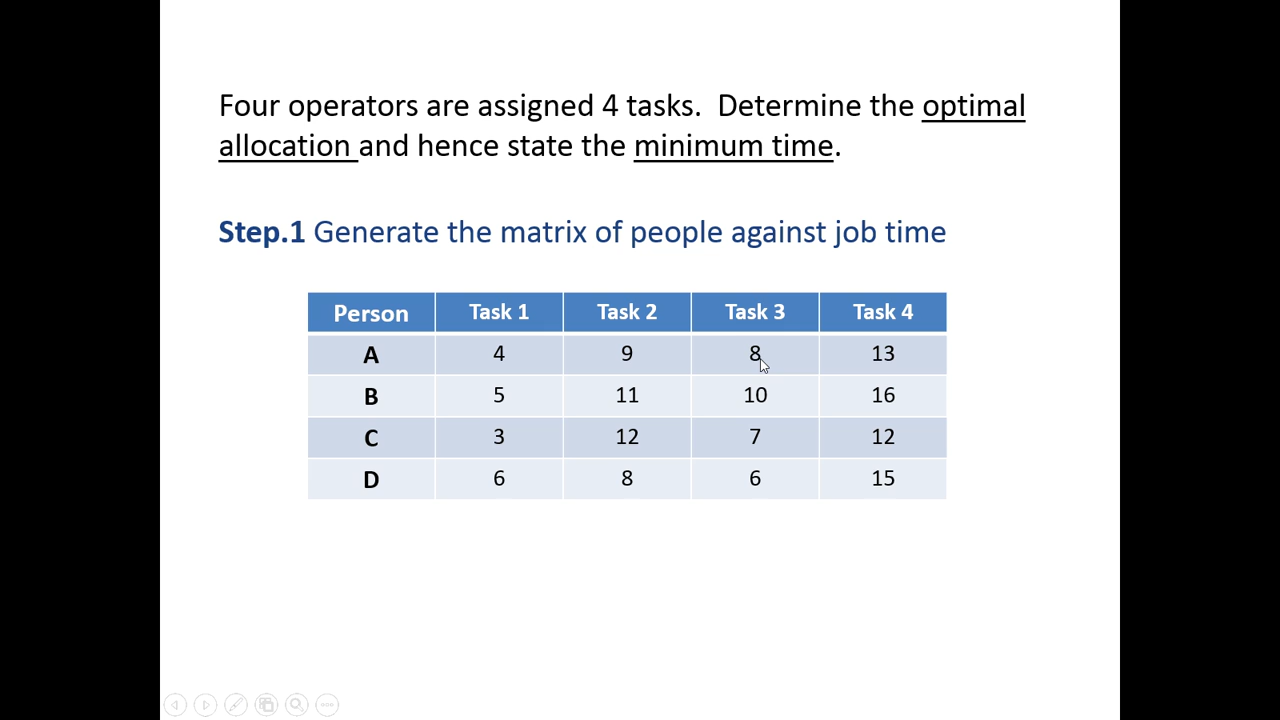 Four operators are assigned 4 tasks. Determine the optimal
allocation and hence state the minimum time.
Step.1 Generate the matrix of people against job time
Person Task 1 Task 2 Task 3 Task 4
A 4 9 8 13
B 5 11 10 16
C 3 12 7 12
D 6 8 6 15